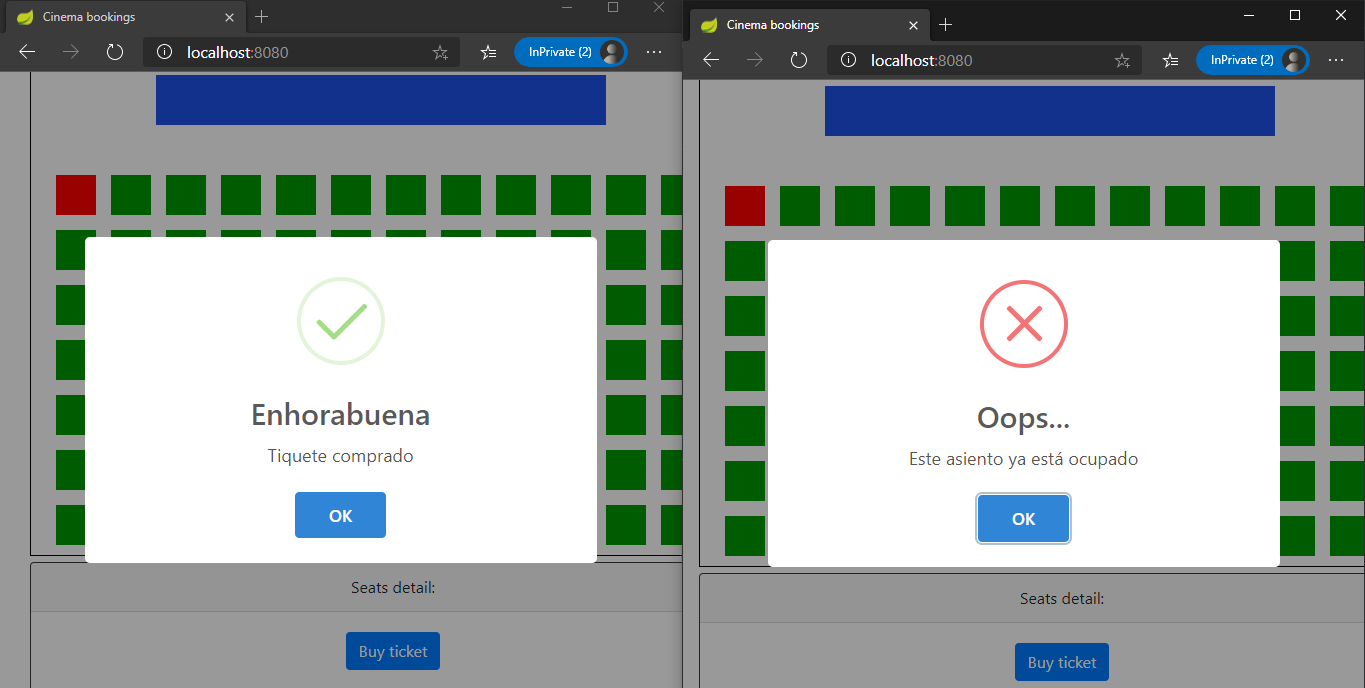 Cinema bookings
localhost:8080
InPrivate (2)
Enhorabuena
Tiquete comprado
OK
Seats detail:
Buy ticket
Cinema bookings
localhost:8080
InPrivate (2)
Oops...
Este asiento ya está ocupado
OK
Seats detail:
Buy ticket